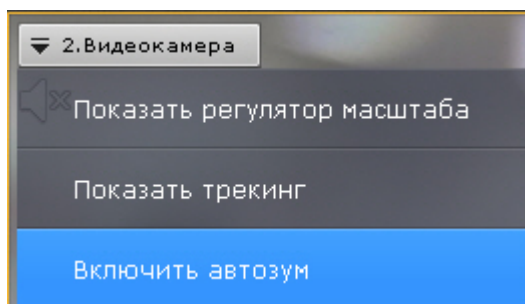 2.Видеокамера
Показать регулятор масштаба
Показать трекинг
Включить автозум